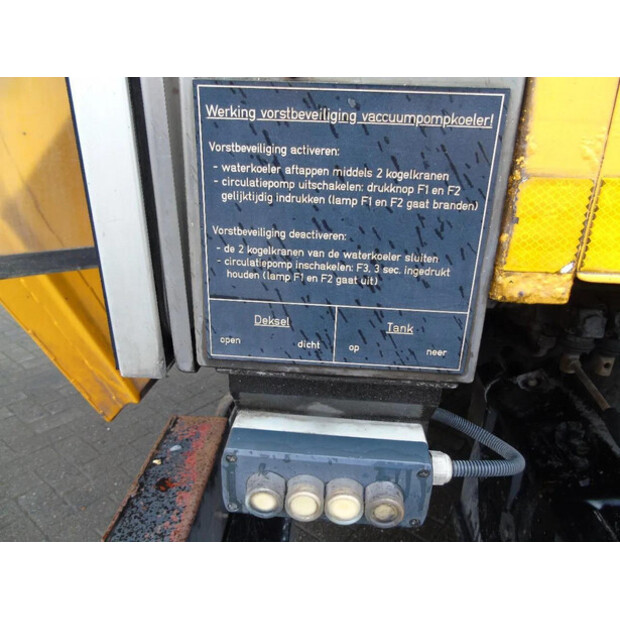 Werking vorstbeveiliging vaccuumpompkoeler!
Vorstbeveiliging activeren:
- waterkoeler aftappen middels 2 kogelkranen
- circulatiepomp uitschakelen: drukknop F1 en F2
gelijktijdig indrukken (lamp F1 en F2 gaat branden)
Vorstbeveiliging deactiveren:
- de 2 kogelkranen van de waterkoeler sluiten
- circulatiepomp inschakelen: F3, 3 sec. ingedrukt
houden (lamp F1 en F2 gaat uit)
Deksel Tank
open dicht op neer